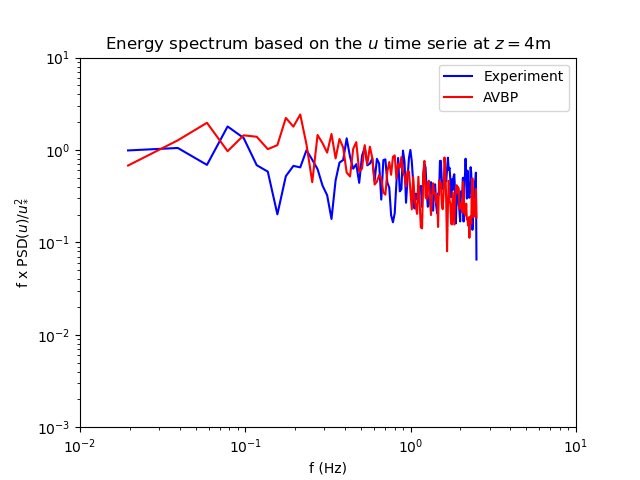 Energy spectrum based on the u time serie at z = 4m
Experiment
AVBP
10¹
10⁰
10⁻¹
10⁻²
10⁻³
f x PSD(u)/u²∗
10⁻²
10⁻¹
10⁰
10¹
f (Hz)